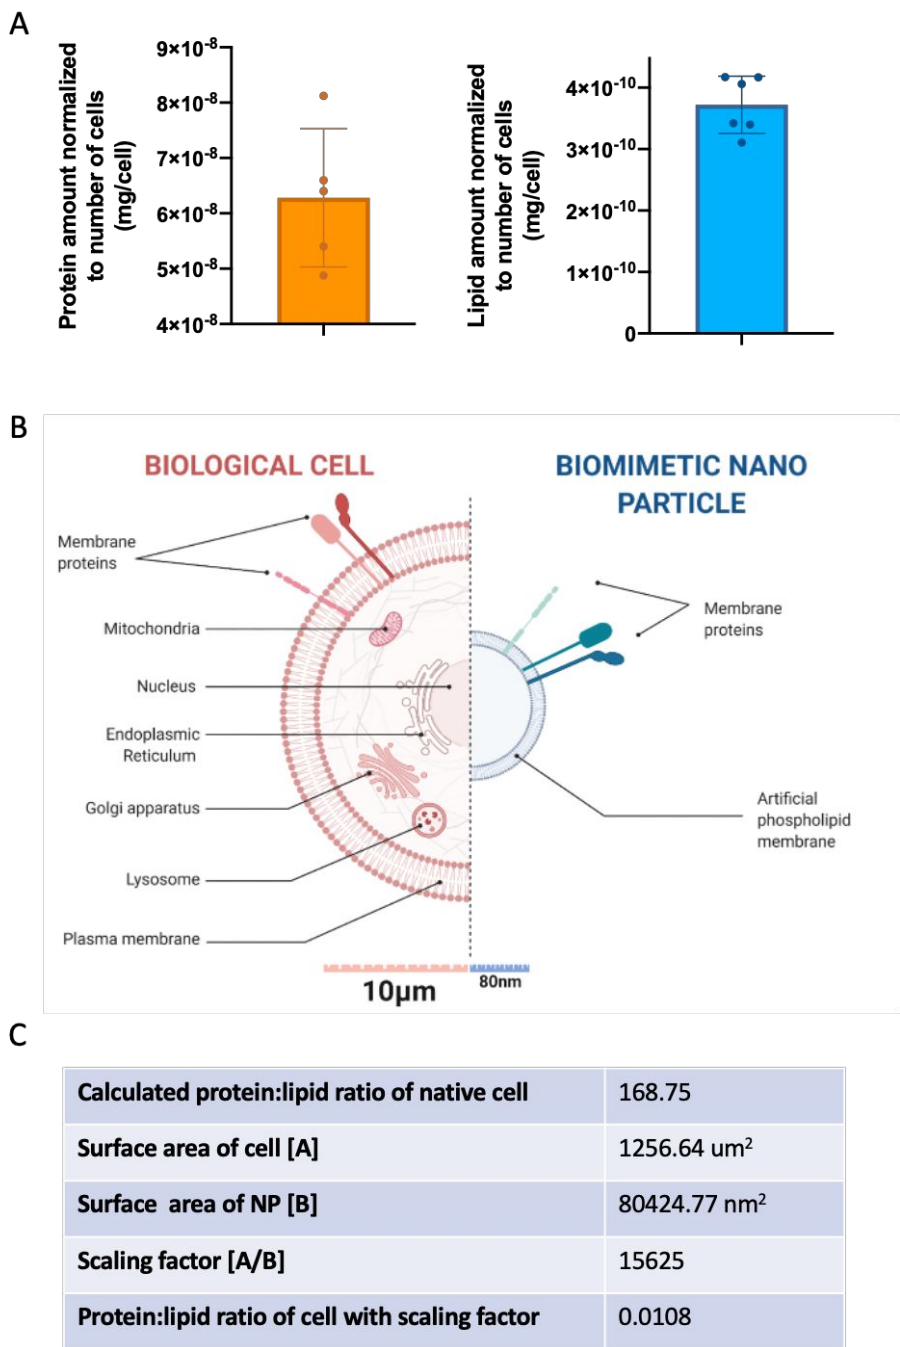 A
Protein amount normalized
to number of cells
(mg/cell)
9×10⁻⁸
8×10⁻⁸
7×10⁻⁸
6×10⁻⁸
5×10⁻⁸
4×10⁻⁸
Lipid amount normalized
to number of cells
(mg/cell)
4×10⁻¹⁰
3×10⁻¹⁰
2×10⁻¹⁰
1×10⁻¹⁰
0
B
BIOLOGICAL CELL
Membrane
proteins
Mitochondria
Nucleus
Endoplasmic
Reticulum
Golgi apparatus
Lysosome
Plasma membrane
10μm
BIOMIMETIC NANO
PARTICLE
Membrane
proteins
Artificial
phospholipid
membrane
80nm
C
Calculated protein:lipid ratio of native cell 168.75
Surface area of cell [A] 1256.64 um²
Surface area of NP [B] 80424.77 nm²
Scaling factor [A/B] 15625
Protein:lipid ratio of cell with scaling factor 0.0108